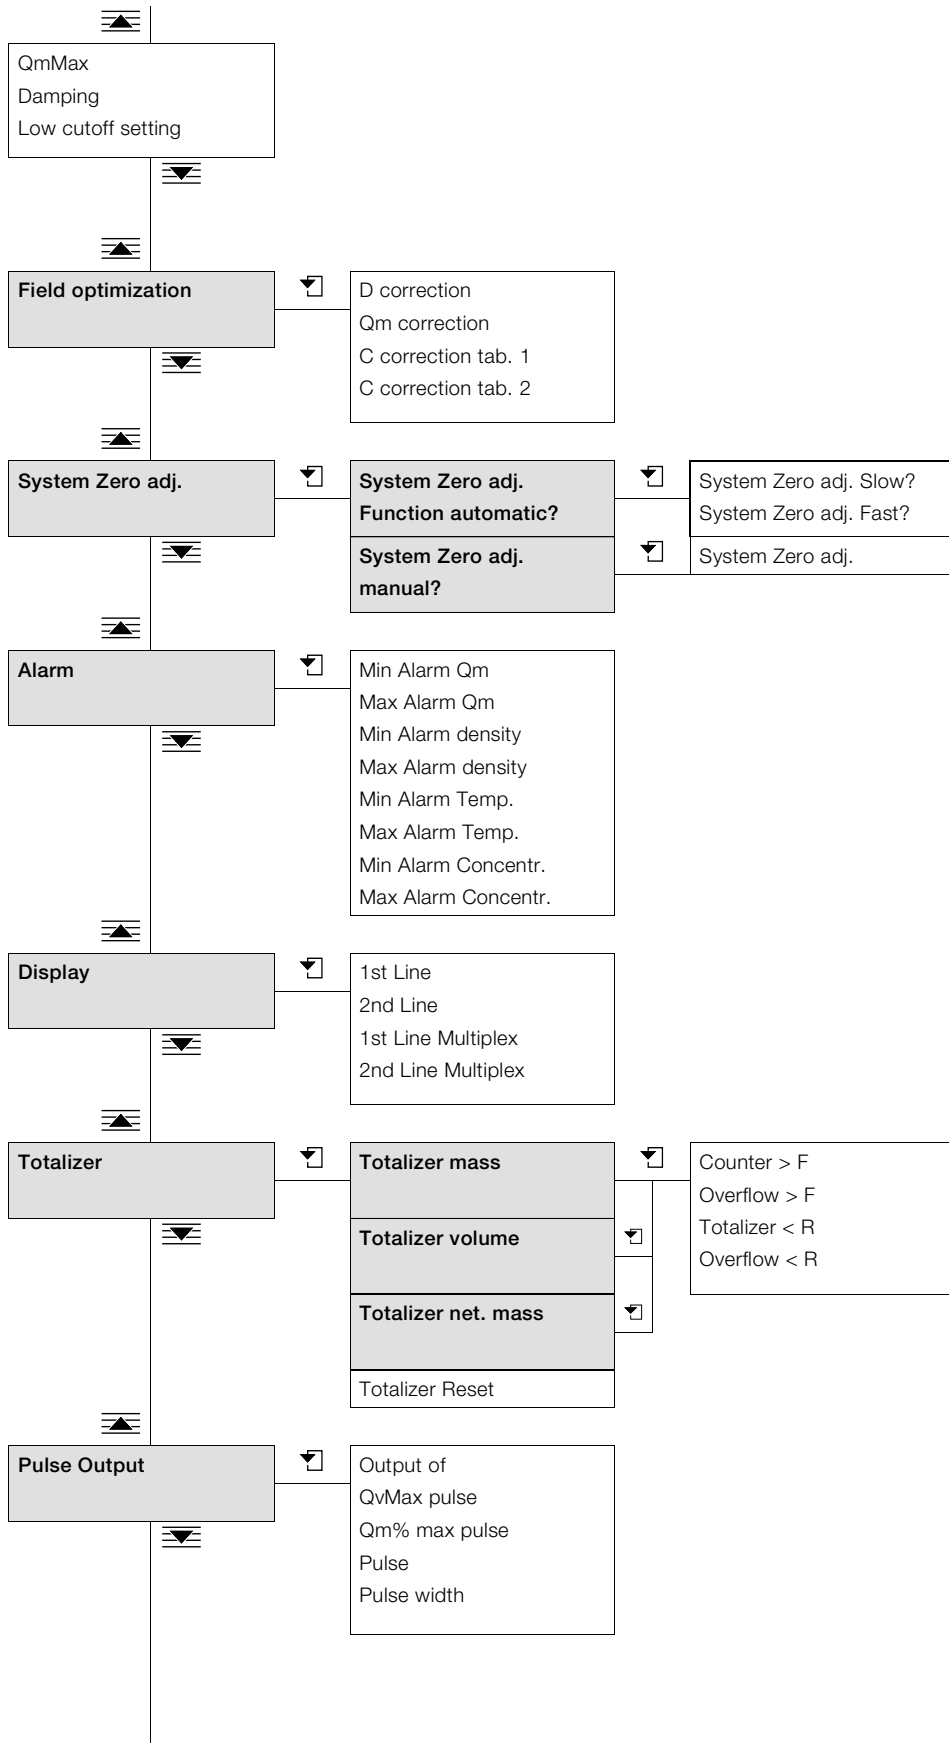 QmMax
Damping
Low cutoff setting
Field optimization
D correction
Qm correction
C correction tab. 1
C correction tab. 2
System Zero adj.
System Zero adj.
Function automatic?
System Zero adj. Slow?
System Zero adj. Fast?
System Zero adj.
manual?
System Zero adj.
Alarm
Min Alarm Qm
Max Alarm Qm
Min Alarm density
Max Alarm density
Min Alarm Temp.
Max Alarm Temp.
Min Alarm Concentr.
Max Alarm Concentr.
Display
1st Line
2nd Line
1st Line Multiplex
2nd Line Multiplex
Totalizer
Totalizer mass
Counter > F
Overflow > F
Totalizer < R
Overflow < R
Totalizer volume
Totalizer net. mass
Totalizer Reset
Pulse Output
Output of
QvMax pulse
Qm% max pulse
Pulse
Pulse width